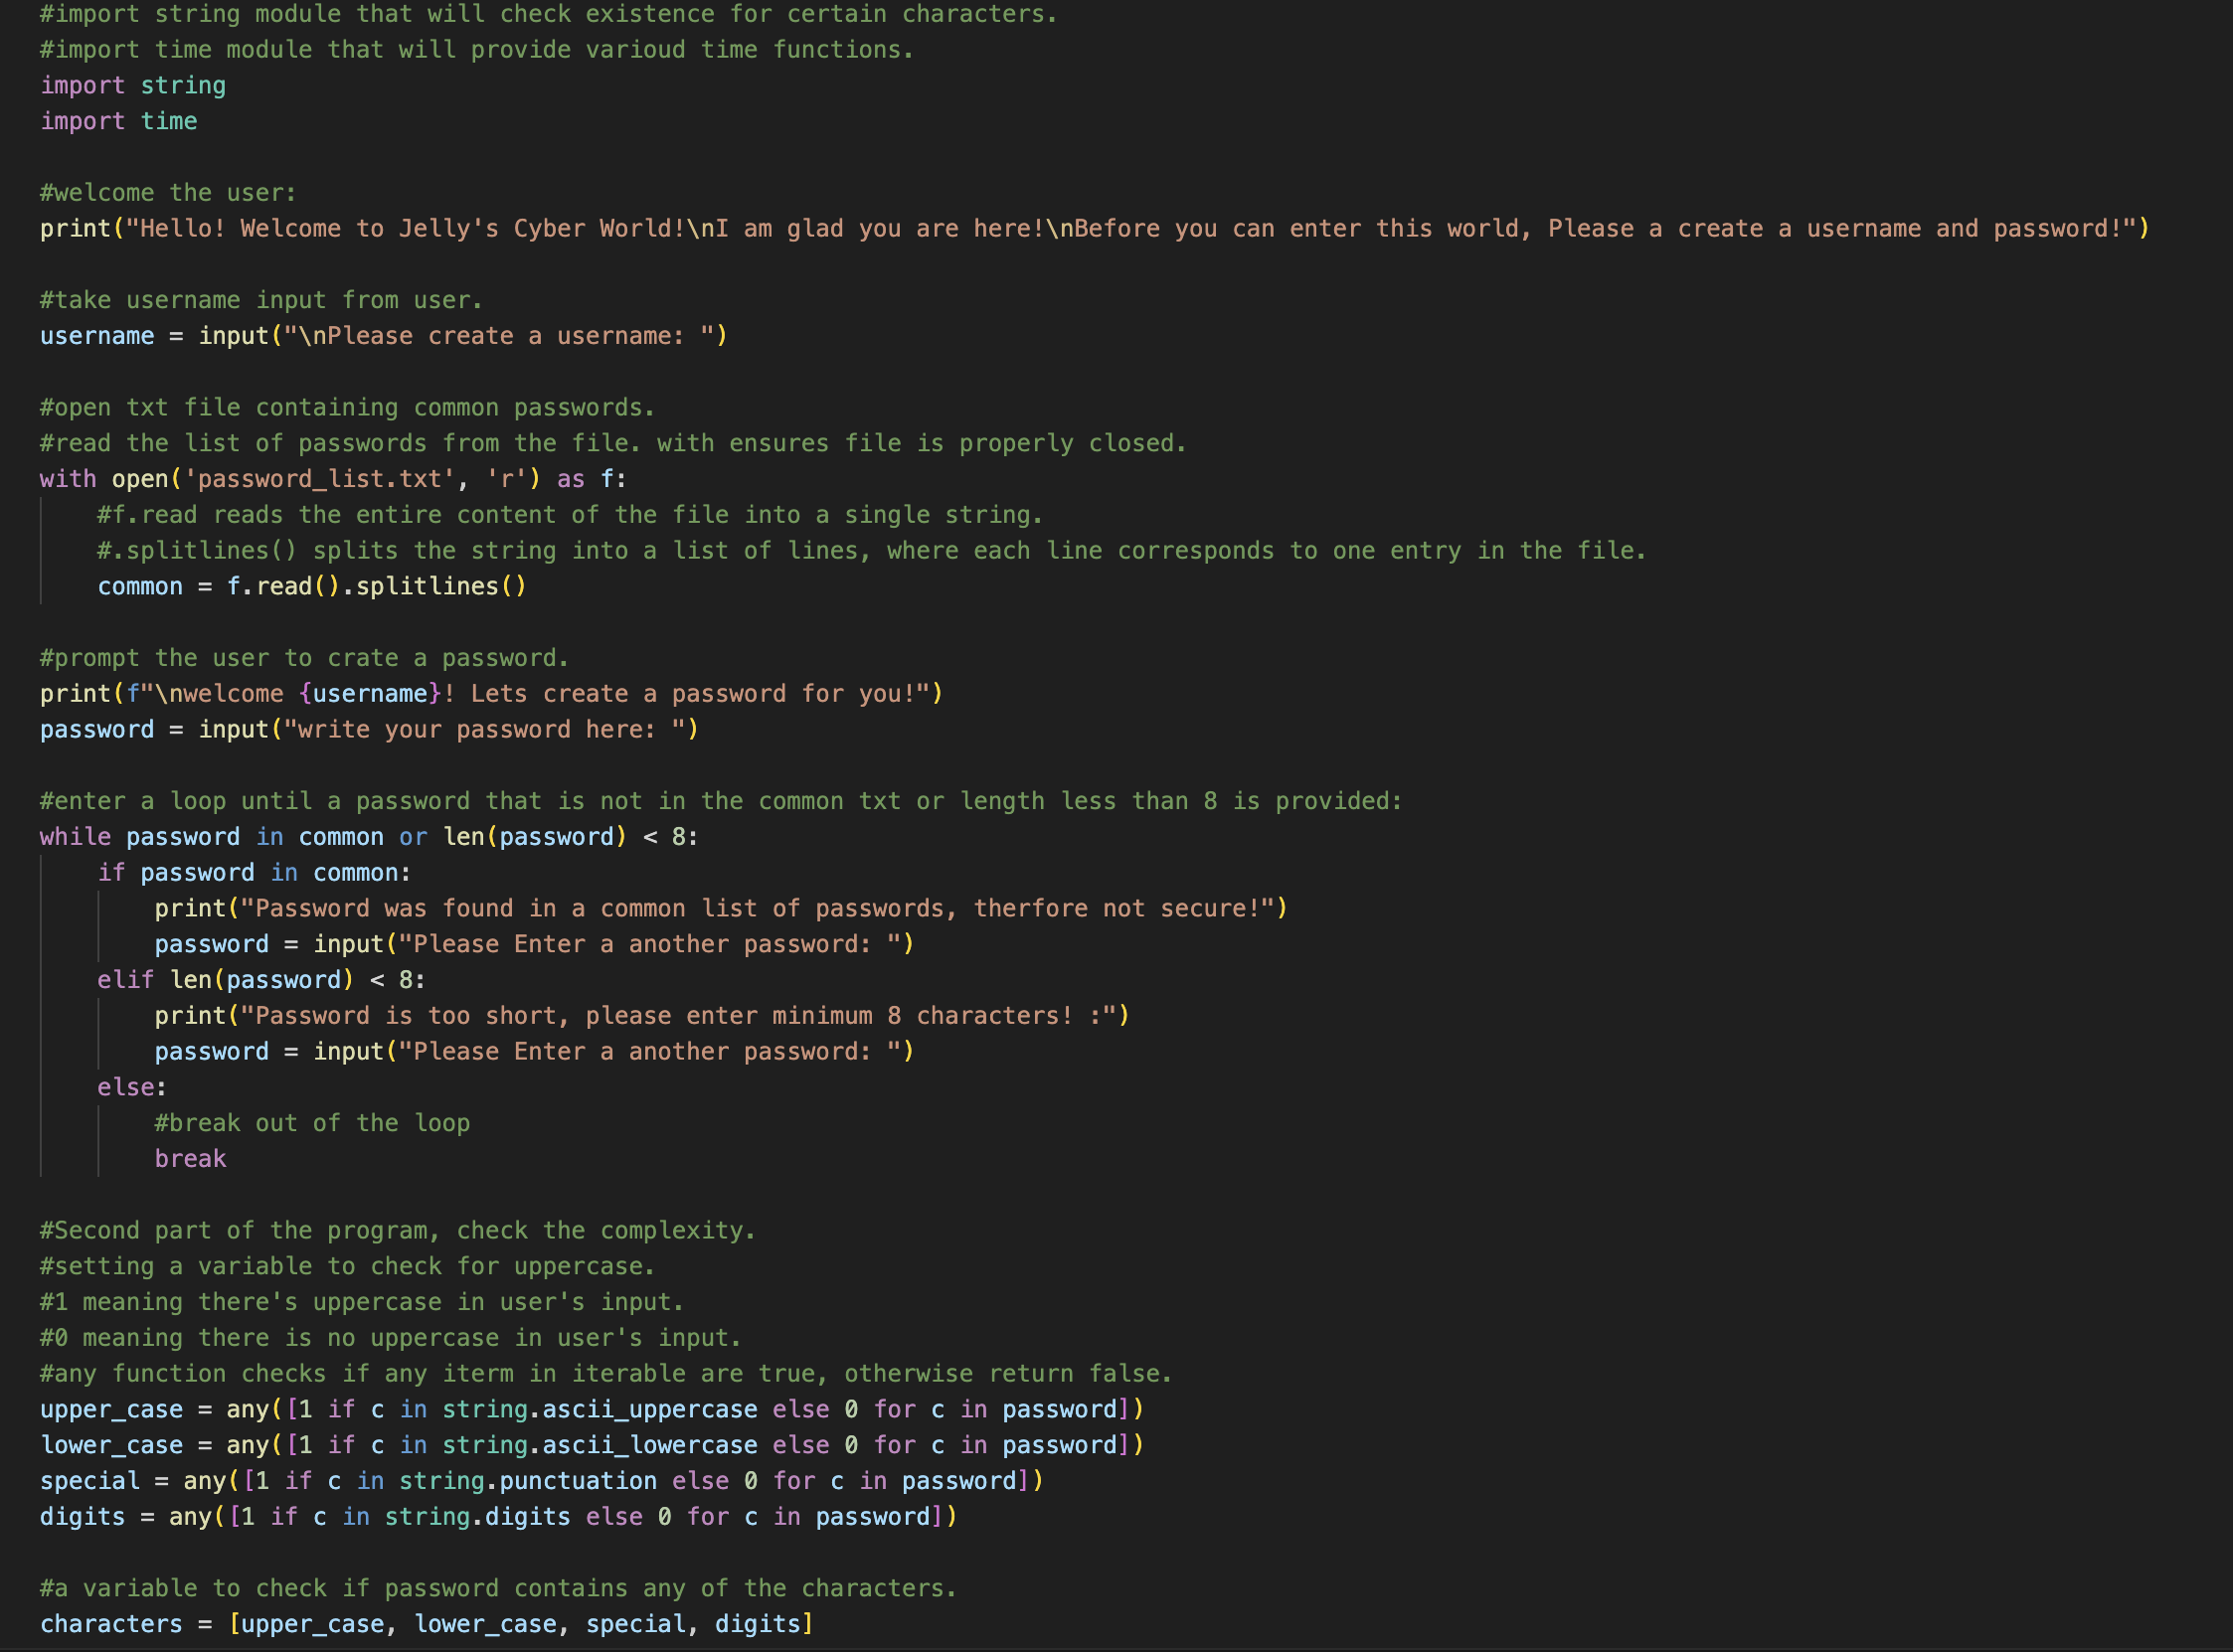 #import string module that will check existence for certain characters.
#import time module that will provide varioud time functions.
import string
import time
#welcome the user:
print("Hello! Welcome to Jelly's Cyber World!\nI am glad you are here!\nBefore you can enter this world, Please a create a username and password!")
#take username input from user.
username = input("\nPlease create a username: ")
#open txt file containing common passwords.
#read the list of passwords from the file. with ensures file is properly closed.
with open('password_list.txt', 'r') as f:
    #f.read reads the entire content of the file into a single string.
    #.splitlines() splits the string into a list of lines, where each line corresponds to one entry in the file.
    common = f.read().splitlines()
#prompt the user to crate a password.
print(f"\nwelcome {username}! Lets create a password for you!")
password = input("write your password here: ")
#enter a loop until a password that is not in the common txt or length less than 8 is provided:
while password in common or len(password) < 8:
    if password in common:
        print("Password was found in a common list of passwords, therfore not secure!")
        password = input("Please Enter a another password: ")
    elif len(password) < 8:
        print("Password is too short, please enter minimum 8 characters! :")
        password = input("Please Enter a another password: ")
    else:
        #break out of the loop
        break
#Second part of the program, check the complexity.
#setting a variable to check for uppercase.
#1 meaning there's uppercase in user's input.
#0 meaning there is no uppercase in user's input.
#any function checks if any iterm in iterable are true, otherwise return false.
upper_case = any([1 if c in string.ascii_uppercase else 0 for c in password])
lower_case = any([1 if c in string.ascii_lowercase else 0 for c in password])
special = any([1 if c in string.punctuation else 0 for c in password])
digits = any([1 if c in string.digits else 0 for c in password])
#a variable to check if password contains any of the characters.
characters = [upper_case, lower_case, special, digits]